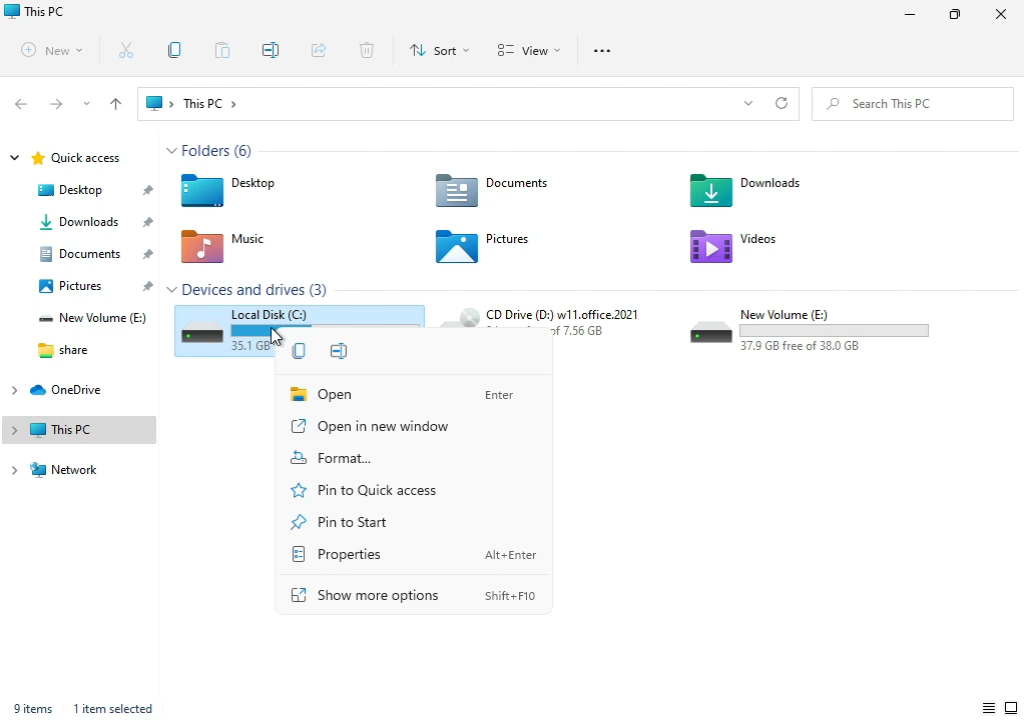 This PC
New
Sort
View
This PC
Search This PC
Quick access
Desktop
Downloads
Documents
Pictures
New Volume (E:)
share
OneDrive
This PC
Network
Folders (6)
Desktop
Documents
Downloads
Music
Pictures
Videos
Devices and drives (3)
Local Disk (C:)
35.1 GB
CD Drive (D:) w11.office.2021
of 7.56 GB
New Volume (E:)
37.9 GB free of 38.0 GB
Open Enter
Open in new window
Format...
Pin to Quick access
Pin to Start
Properties Alt+Enter
Show more options Shift+F10
9 items 1 item selected